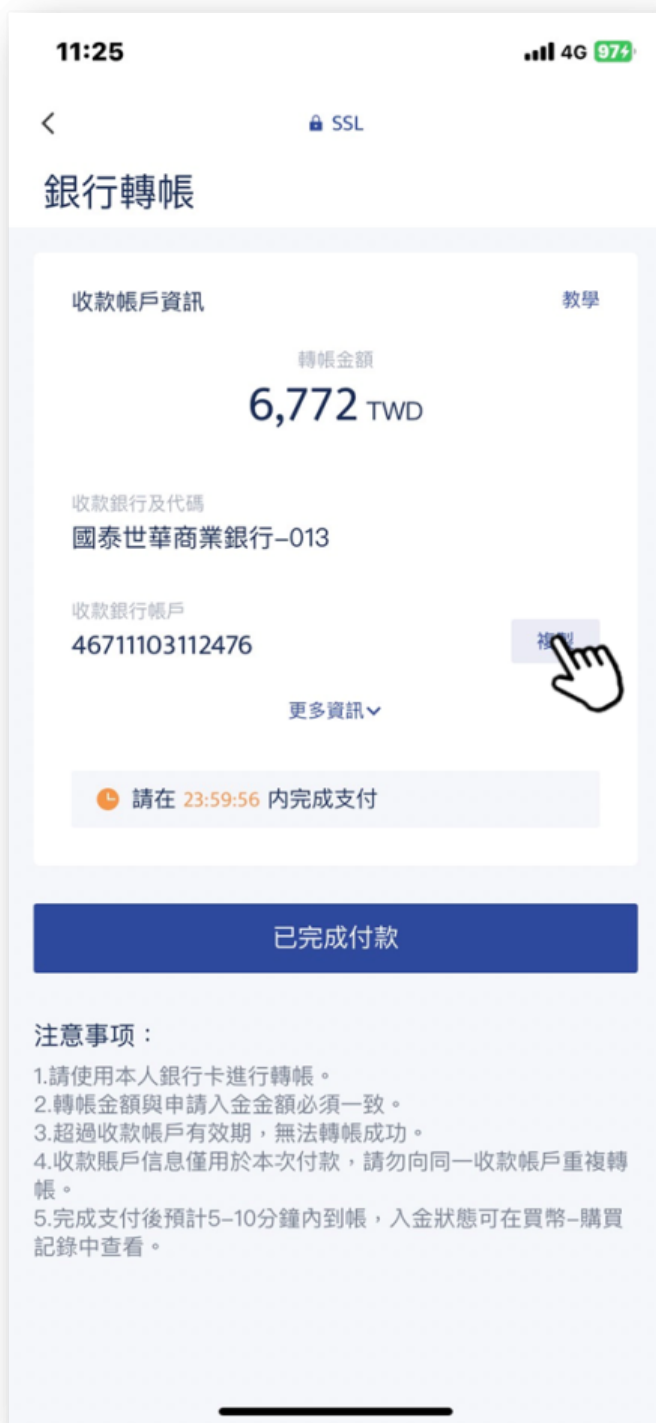 11:25
4G 97
SSL
銀行轉帳
收款帳戶資訊
教學
轉帳金額
6,772 TWD
收款銀行及代碼
國泰世華商業銀行–013
收款銀行帳戶
46711103112476
複製
更多資訊
請在 23:59:56 內完成支付
已完成付款
注意事项：
1.請使用本人銀行卡進行轉帳。
2.轉帳金額與申請入金金額必須一致。
3.超過收款帳戶有效期，無法轉帳成功。
4.收款賬戶信息僅用於本次付款，請勿向同一收款帳戶重複轉
帳。
5.完成支付後預計5–10分鐘內到帳，入金狀態可在買幣–購買
記錄中查看。